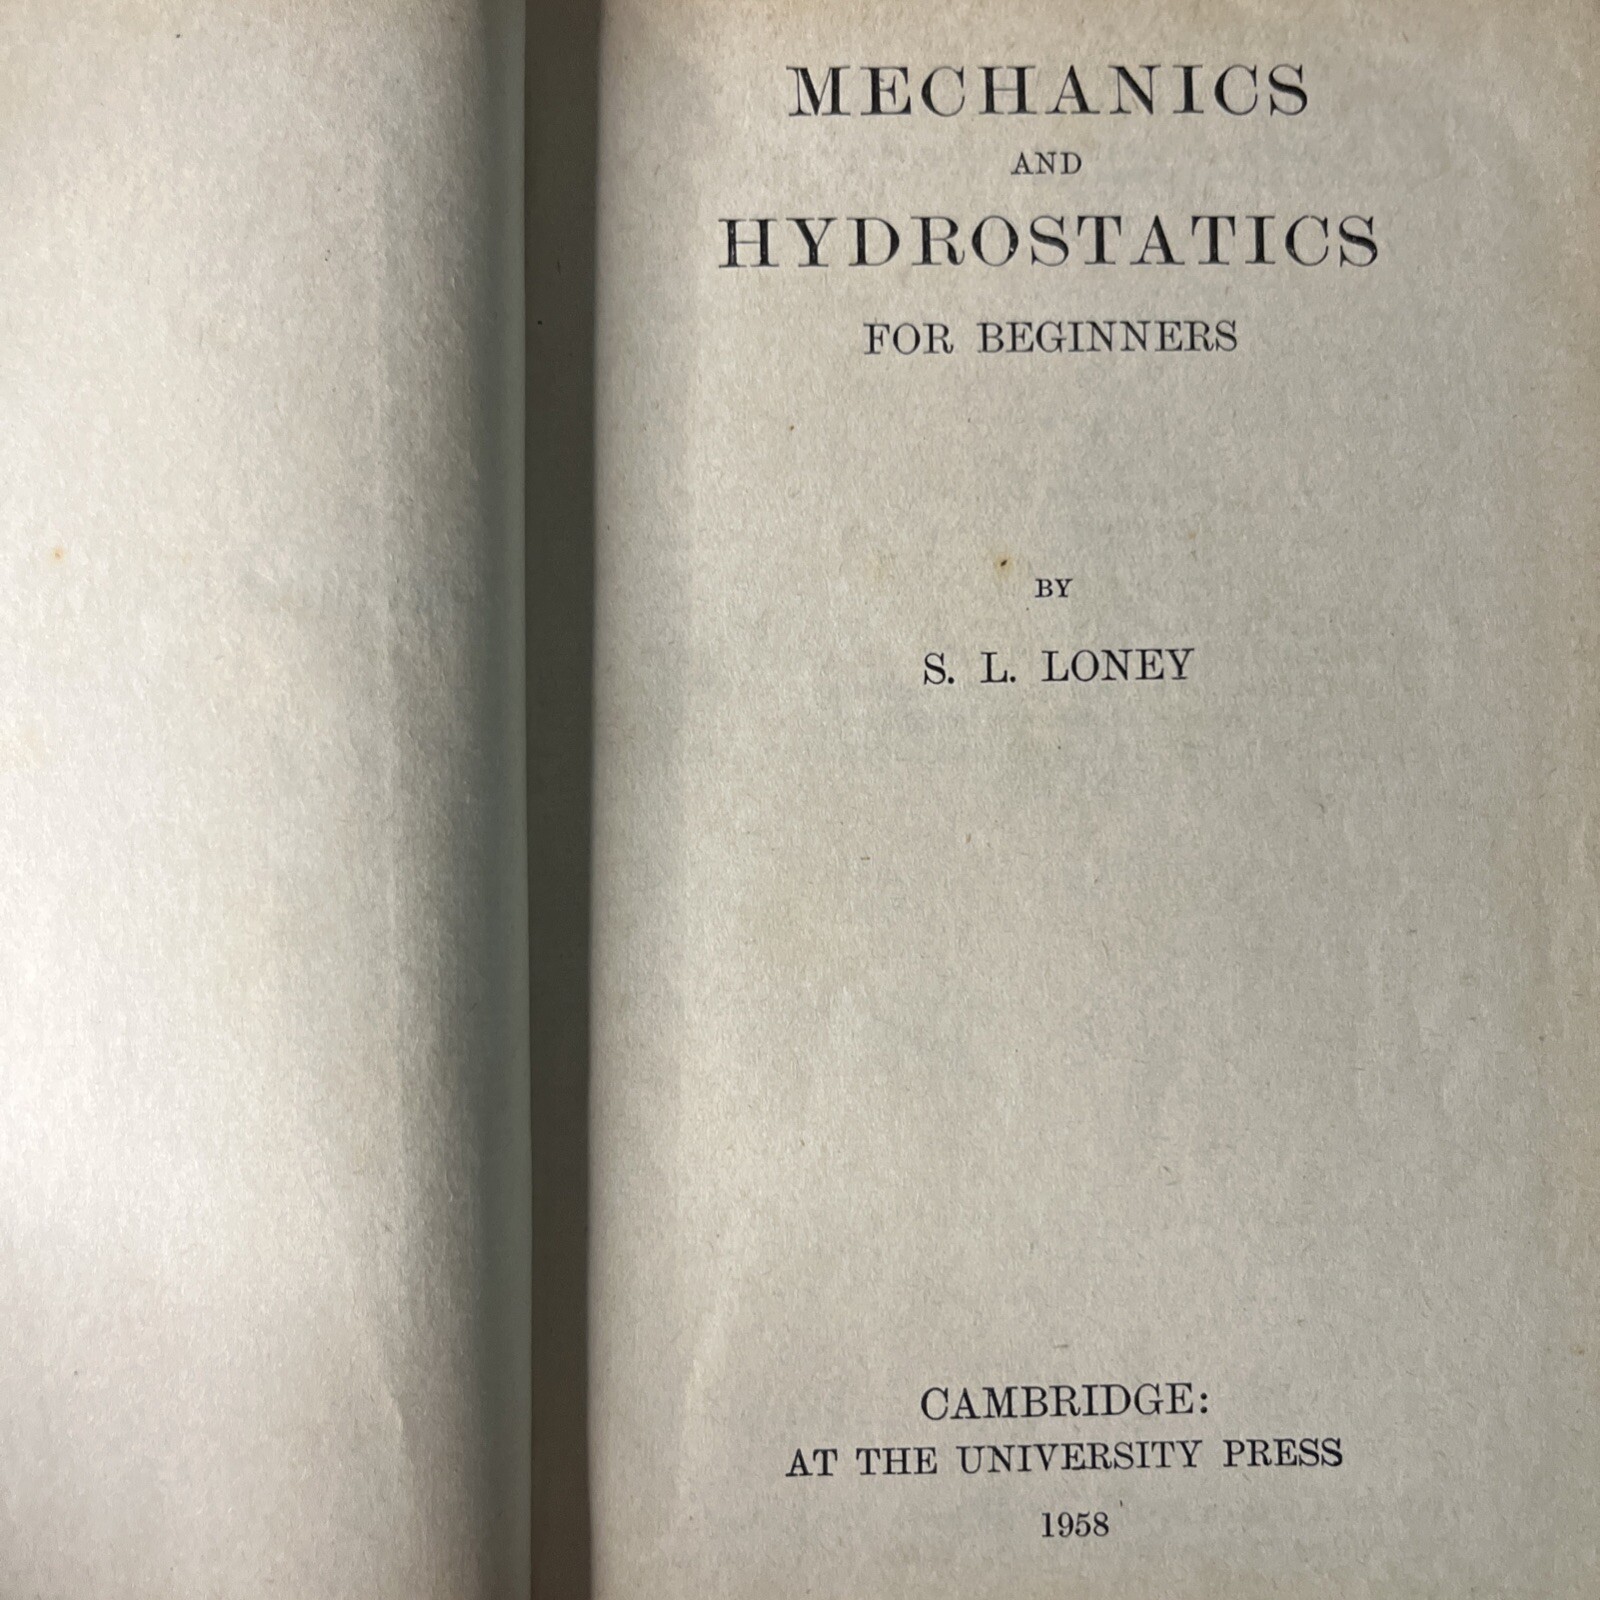 MECHANICS
AND
HYDROSTATICS
FOR BEGINNERS
BY
S. L. LONEY
CAMBRIDGE:
AT THE UNIVERSITY PRESS
1958